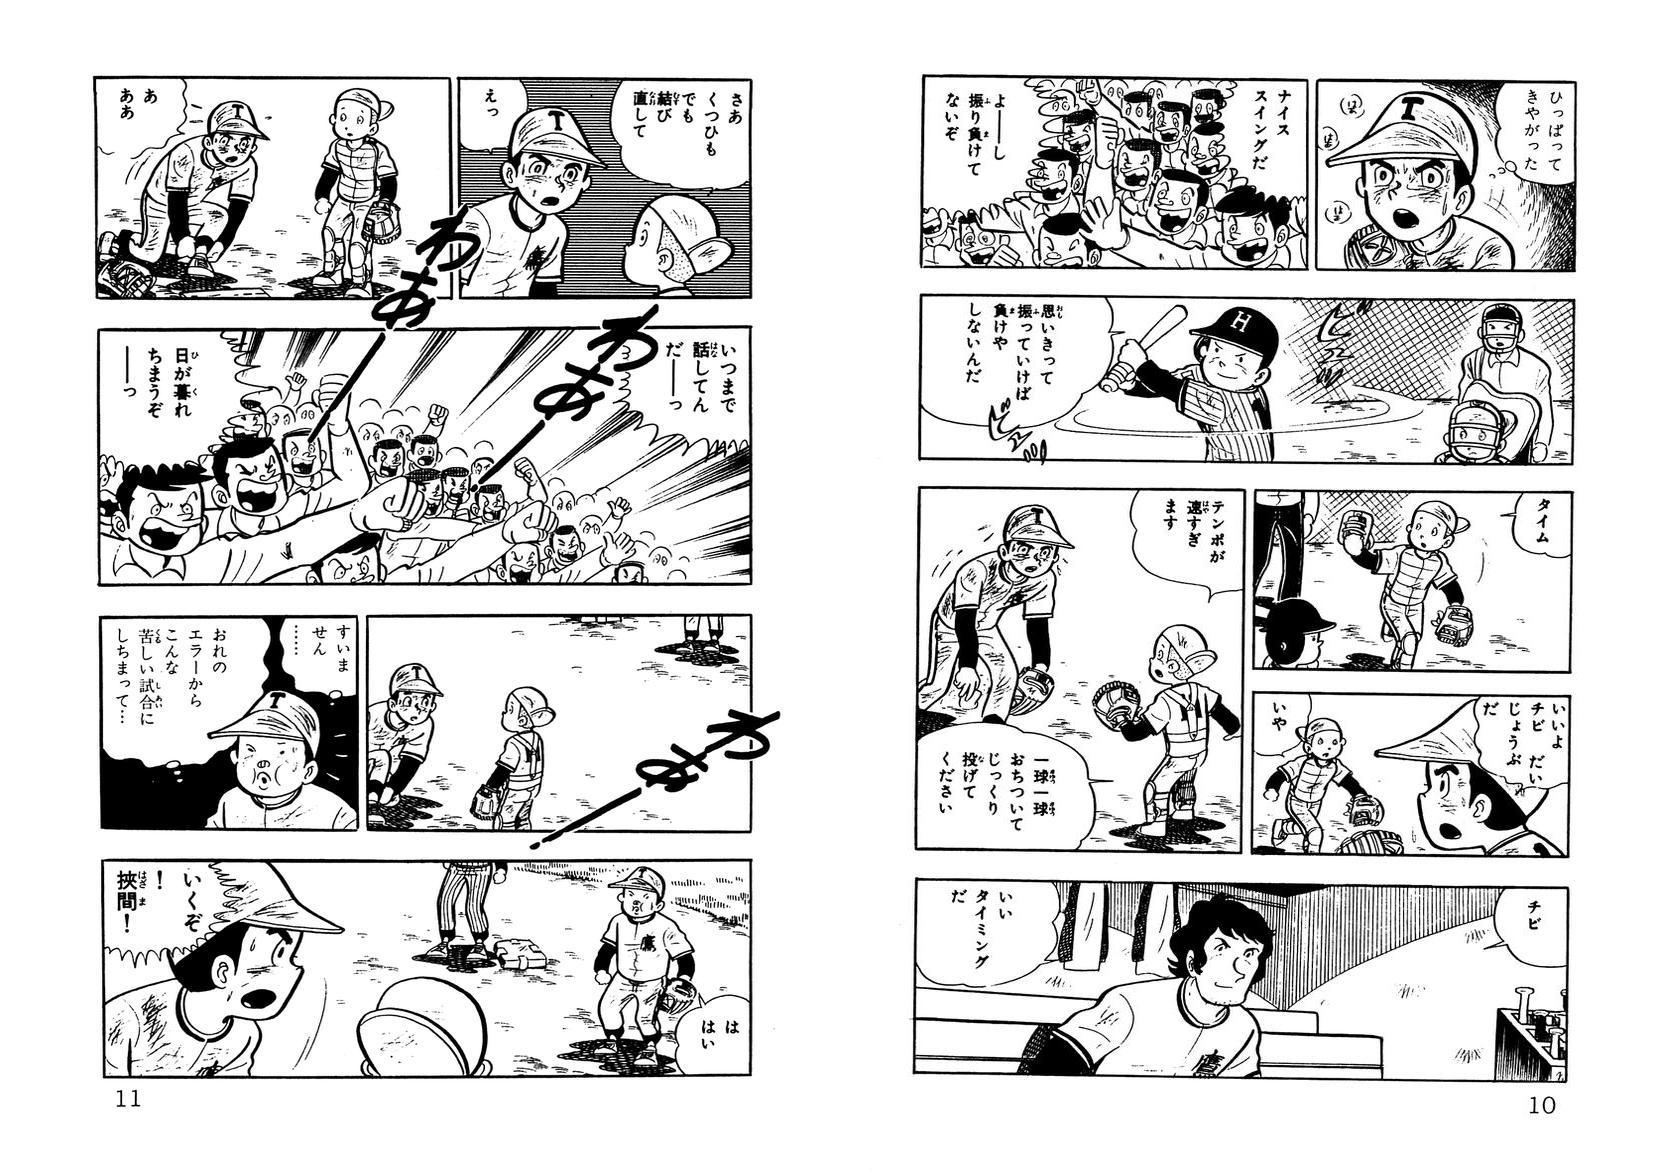 ひっぱって
きやがった
ナイス
スイングだ
よ――し
振り負けて
ないぞ
思いきって
振っていけば
負けや
しないんだ
H
タイム
いいよ
チビ だい
じょうぶ
だ
いや
テンポが
速すぎ
ます
一球一球
おちついて
じっくり
投げて
ください
チビ
いい
タイミング
だ
鷹
10
さあ
くつひも
でも
結び
直して
えっ
T
あ
ああ
T
いつまで
話してん
だ――っ
わあ
わあ
日が暮れ
ちまうぞ
――っ
わあ
すいま
せん
……
おれの
エラーから
こんな
苦しい試合に
しちまって…
T
いくぞ
！
挟間！
は
はい
鷹
11